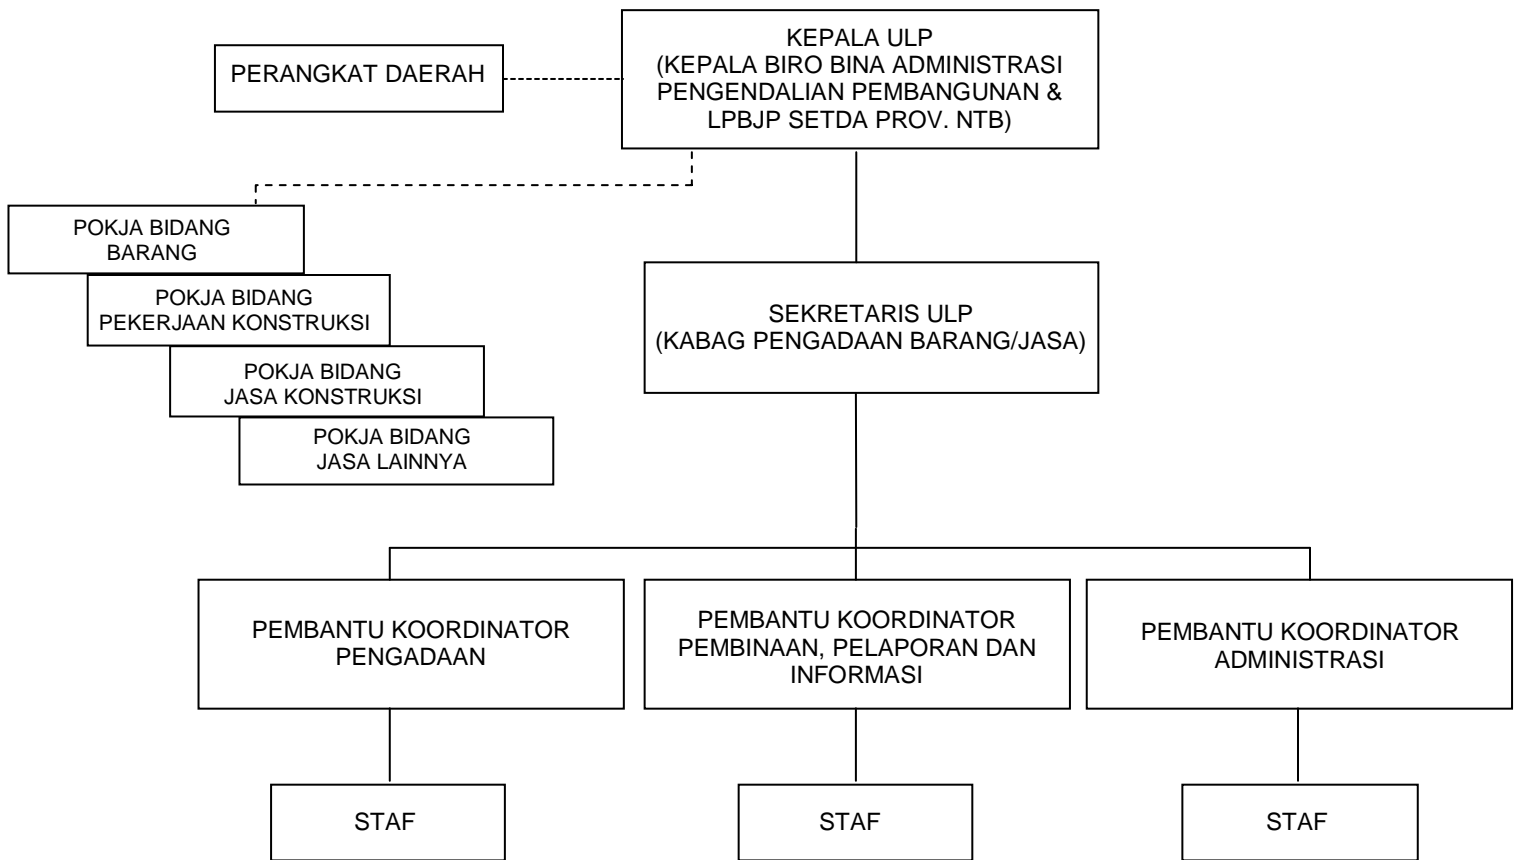 KEPALA ULP
(KEPALA BIRO BINA ADMINISTRASI
PENGENDALIAN PEMBANGUNAN &
LPBJP SETDA PROV. NTB)
PERANGKAT DAERAH
POKJA BIDANG
BARANG
POKJA BIDANG
PEKERJAAN KONSTRUKSI
POKJA BIDANG
JASA KONSTRUKSI
POKJA BIDANG
JASA LAINNYA
SEKRETARIS ULP
(KABAG PENGADAAN BARANG/JASA)
PEMBANTU KOORDINATOR
PENGADAAN
PEMBANTU KOORDINATOR
PEMBINAAN, PELAPORAN DAN
INFORMASI
PEMBANTU KOORDINATOR
ADMINISTRASI
STAF
STAF
STAF